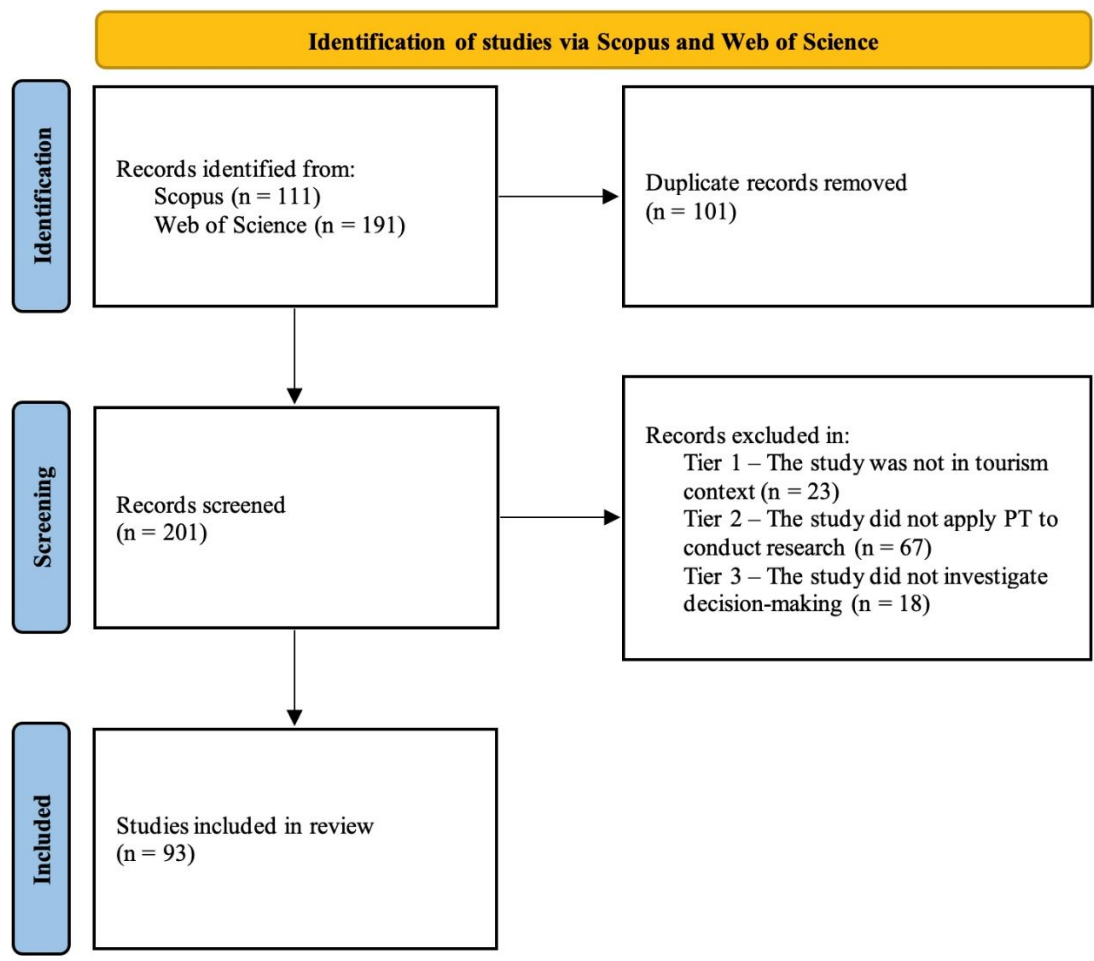 Identification of studies via Scopus and Web of Science
Identification
Records identified from:
Scopus (n = 111)
Web of Science (n = 191)
Duplicate records removed
(n = 101)
Screening
Records screened
(n = 201)
Records excluded in:
Tier 1 – The study was not in tourism
context (n = 23)
Tier 2 – The study did not apply PT to
conduct research (n = 67)
Tier 3 – The study did not investigate
decision-making (n = 18)
Included
Studies included in review
(n = 93)